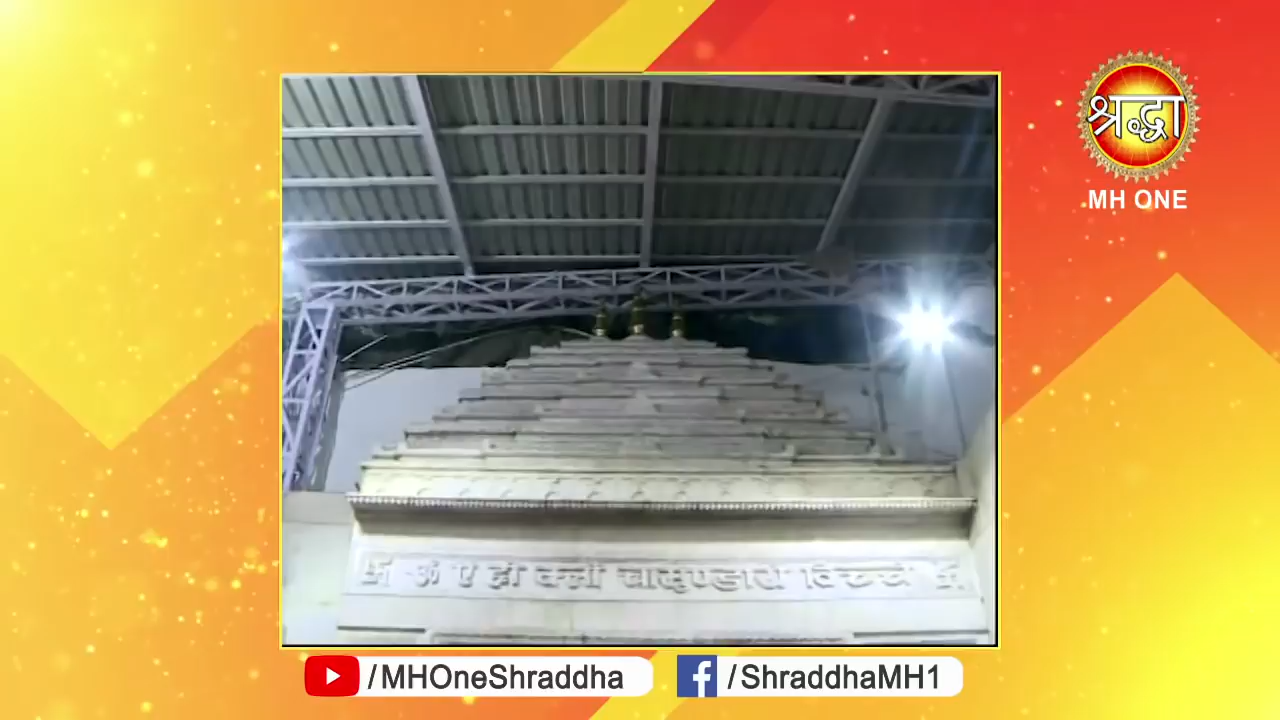 श्रद्धा
MH ONE
ॐ ऐ ह्रीं क्लीं चामुण्डायै विच्चे
/MHOneShraddha
/ShraddhaMH1